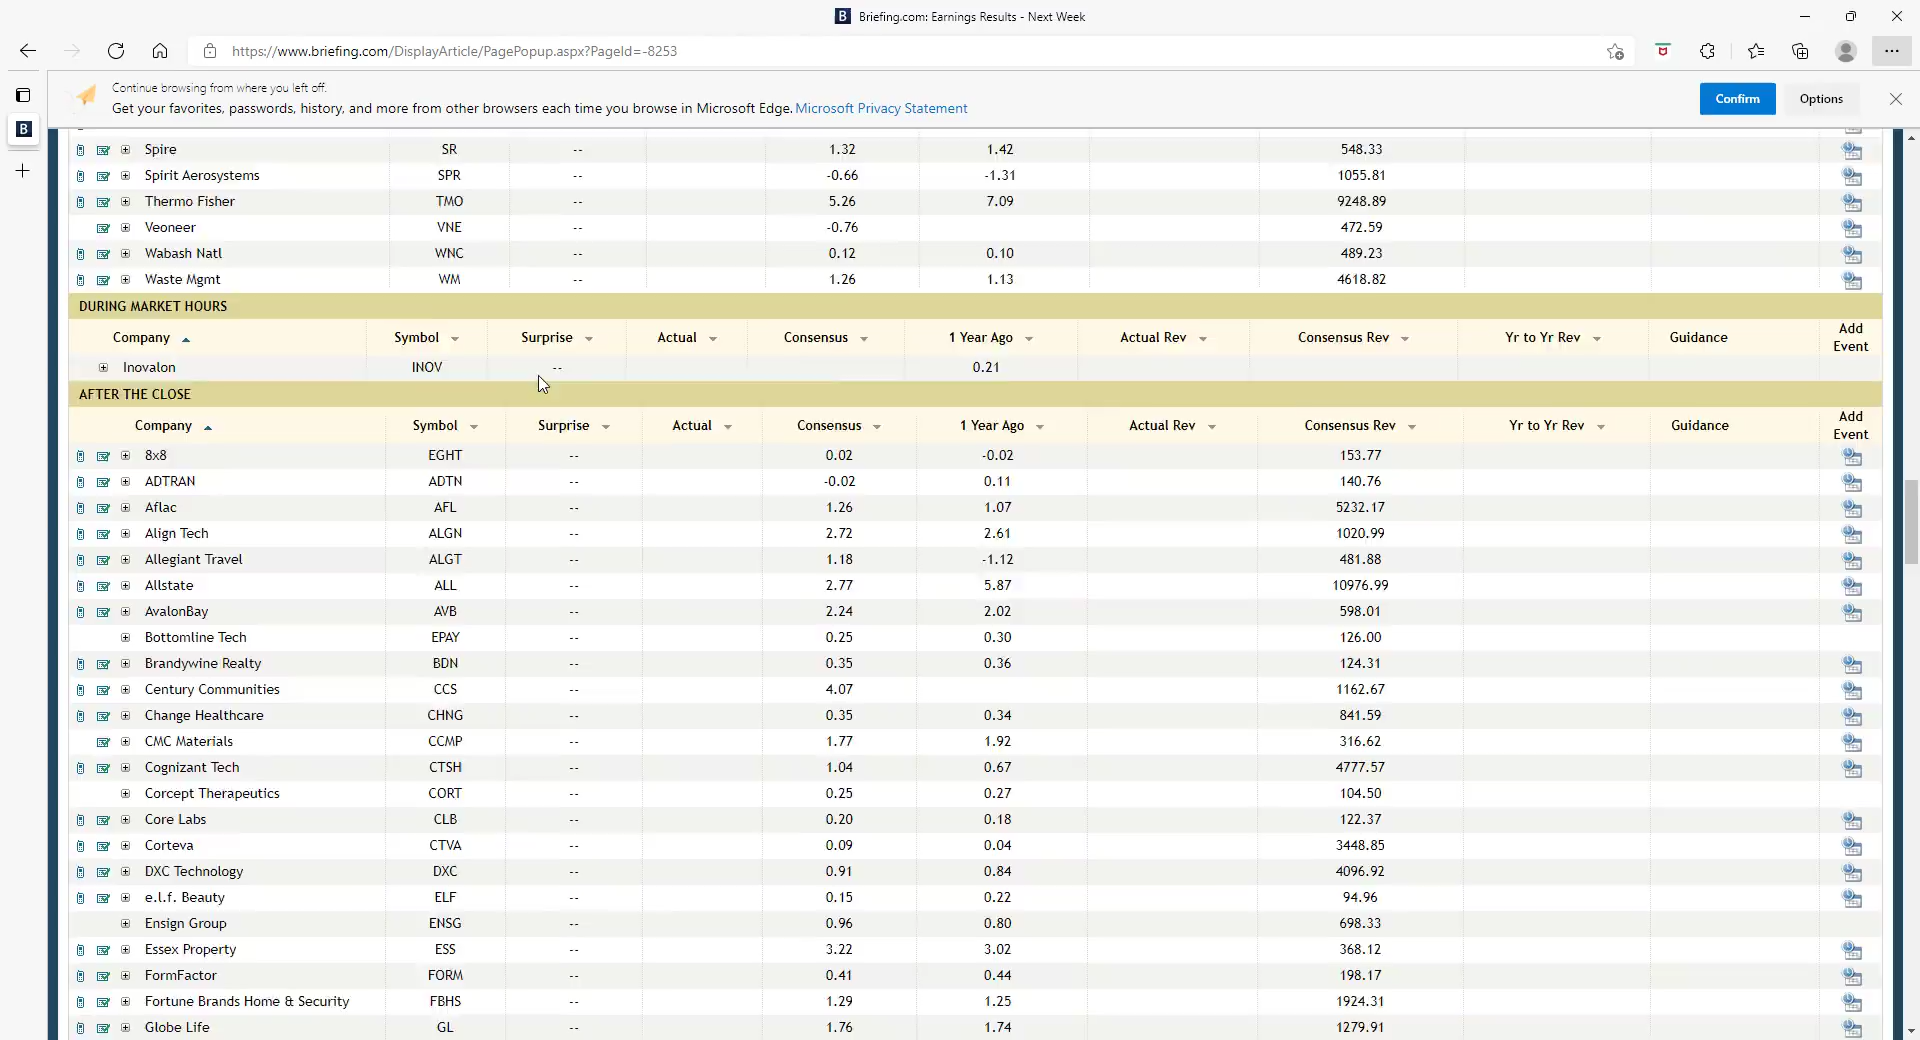 Briefing.com: Earnings Results - Next Week
https://www.briefing.com/DisplayArticle/PagePopup.aspx?PageId=-8253
Continue browsing from where you left off.
Get your favorites, passwords, history, and more from other browsers each time you browse in Microsoft Edge. Microsoft Privacy Statement
Confirm
Options
B
Spire SR -- 1.32 1.42 548.33
Spirit Aerosystems SPR -- -0.66 -1.31 1055.81
Thermo Fisher TMO -- 5.26 7.09 9248.89
Veoneer VNE -- -0.76 472.59
Wabash Natl WNC -- 0.12 0.10 489.23
Waste Mgmt WM -- 1.26 1.13 4618.82
DURING MARKET HOURS
Company Symbol Surprise Actual Consensus 1 Year Ago Actual Rev Consensus Rev Yr to Yr Rev Guidance Add Event
Inovalon INOV -- 0.21
AFTER THE CLOSE
Company Symbol Surprise Actual Consensus 1 Year Ago Actual Rev Consensus Rev Yr to Yr Rev Guidance Add Event
8x8 EGHT -- 0.02 -0.02 153.77
ADTRAN ADTN -- -0.02 0.11 140.76
Aflac AFL -- 1.26 1.07 5232.17
Align Tech ALGN -- 2.72 2.61 1020.99
Allegiant Travel ALGT -- 1.18 -1.12 481.88
Allstate ALL -- 2.77 5.87 10976.99
AvalonBay AVB -- 2.24 2.02 598.01
Bottomline Tech EPAY -- 0.25 0.30 126.00
Brandywine Realty BDN -- 0.35 0.36 124.31
Century Communities CCS -- 4.07 1162.67
Change Healthcare CHNG -- 0.35 0.34 841.59
CMC Materials CCMP -- 1.77 1.92 316.62
Cognizant Tech CTSH -- 1.04 0.67 4777.57
Corcept Therapeutics CORT -- 0.25 0.27 104.50
Core Labs CLB -- 0.20 0.18 122.37
Corteva CTVA -- 0.09 0.04 3448.85
DXC Technology DXC -- 0.91 0.84 4096.92
e.l.f. Beauty ELF -- 0.15 0.22 94.96
Ensign Group ENSG -- 0.96 0.80 698.33
Essex Property ESS -- 3.22 3.02 368.12
FormFactor FORM -- 0.41 0.44 198.17
Fortune Brands Home & Security FBHS -- 1.29 1.25 1924.31
Globe Life GL -- 1.76 1.74 1279.91